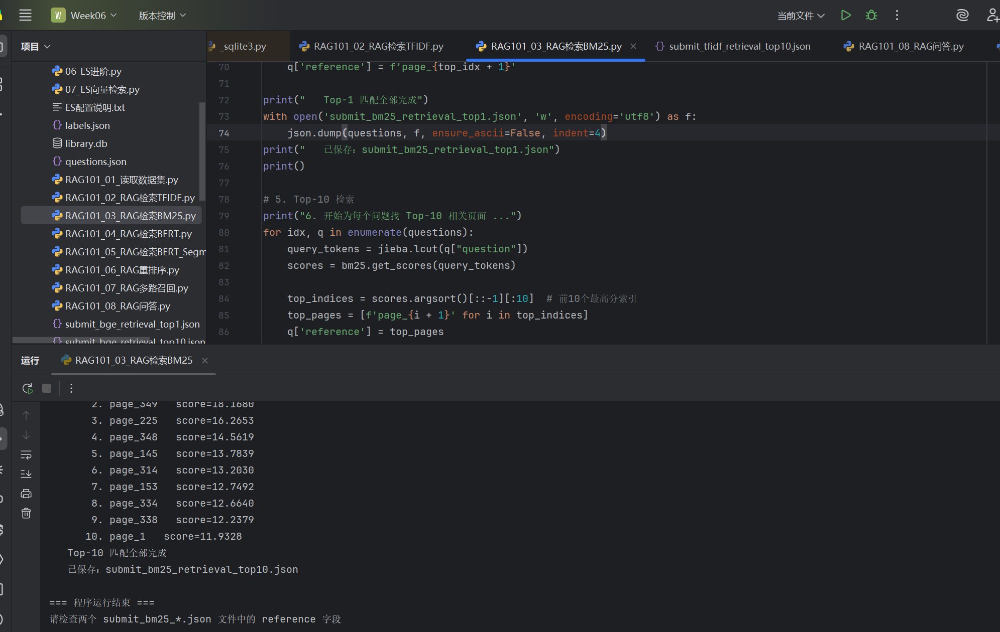 W Week06 版本控制 当前文件
项目
06_ES进阶.py
07_ES向量检索.py
ES配置说明.txt
labels.json
library.db
questions.json
RAG101_01_读取数据集.py
RAG101_02_RAG检索TFIDF.py
RAG101_03_RAG检索BM25.py
RAG101_04_RAG检索BERT.py
RAG101_05_RAG检索BERT_Segm
RAG101_06_RAG重排序.py
RAG101_07_RAG多路召回.py
RAG101_08_RAG问答.py
submit_bge_retrieval_top1.json
submit_bge_retrieval_top10.json
_sqlite3.py RAG101_02_RAG检索TFIDF.py RAG101_03_RAG检索BM25.py submit_tfidf_retrieval_top10.json RAG101_08_RAG问答.py
70 q['reference'] = f'page_{top_idx + 1}'
71
72 print("   Top-1 匹配全部完成")
73 with open('submit_bm25_retrieval_top1.json', 'w', encoding='utf8') as f:
74 json.dump(questions, f, ensure_ascii=False, indent=4)
75 print("   已保存: submit_bm25_retrieval_top1.json")
76 print()
77
78 # 5. Top-10 检索
79 print("6. 开始为每个问题找 Top-10 相关页面 ...")
80 for idx, q in enumerate(questions):
81 query_tokens = jieba.lcut(q["question"])
82 scores = bm25.get_scores(query_tokens)
83
84 top_indices = scores.argsort()[::-1][:10]  # 前10个最高分索引
85 top_pages = [f'page_{i + 1}' for i in top_indices]
86 q['reference'] = top_pages
运行 RAG101_03_RAG检索BM25
2. page_349   score=18.1680
3. page_225   score=16.2653
4. page_348   score=14.5619
5. page_145   score=13.7839
6. page_314   score=13.2030
7. page_153   score=12.7492
8. page_334   score=12.6640
9. page_338   score=12.2379
10. page_1   score=11.9328
Top-10 匹配全部完成
已保存: submit_bm25_retrieval_top10.json
=== 程序运行结束 ===
请检查两个 submit_bm25_*.json 文件中的 reference 字段